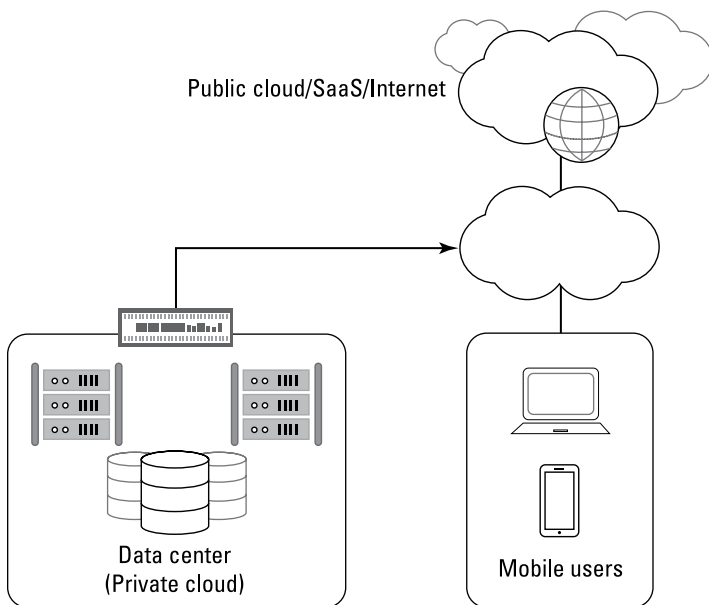 Public cloud/SaaS/Internet
Data center
(Private cloud)
Mobile users